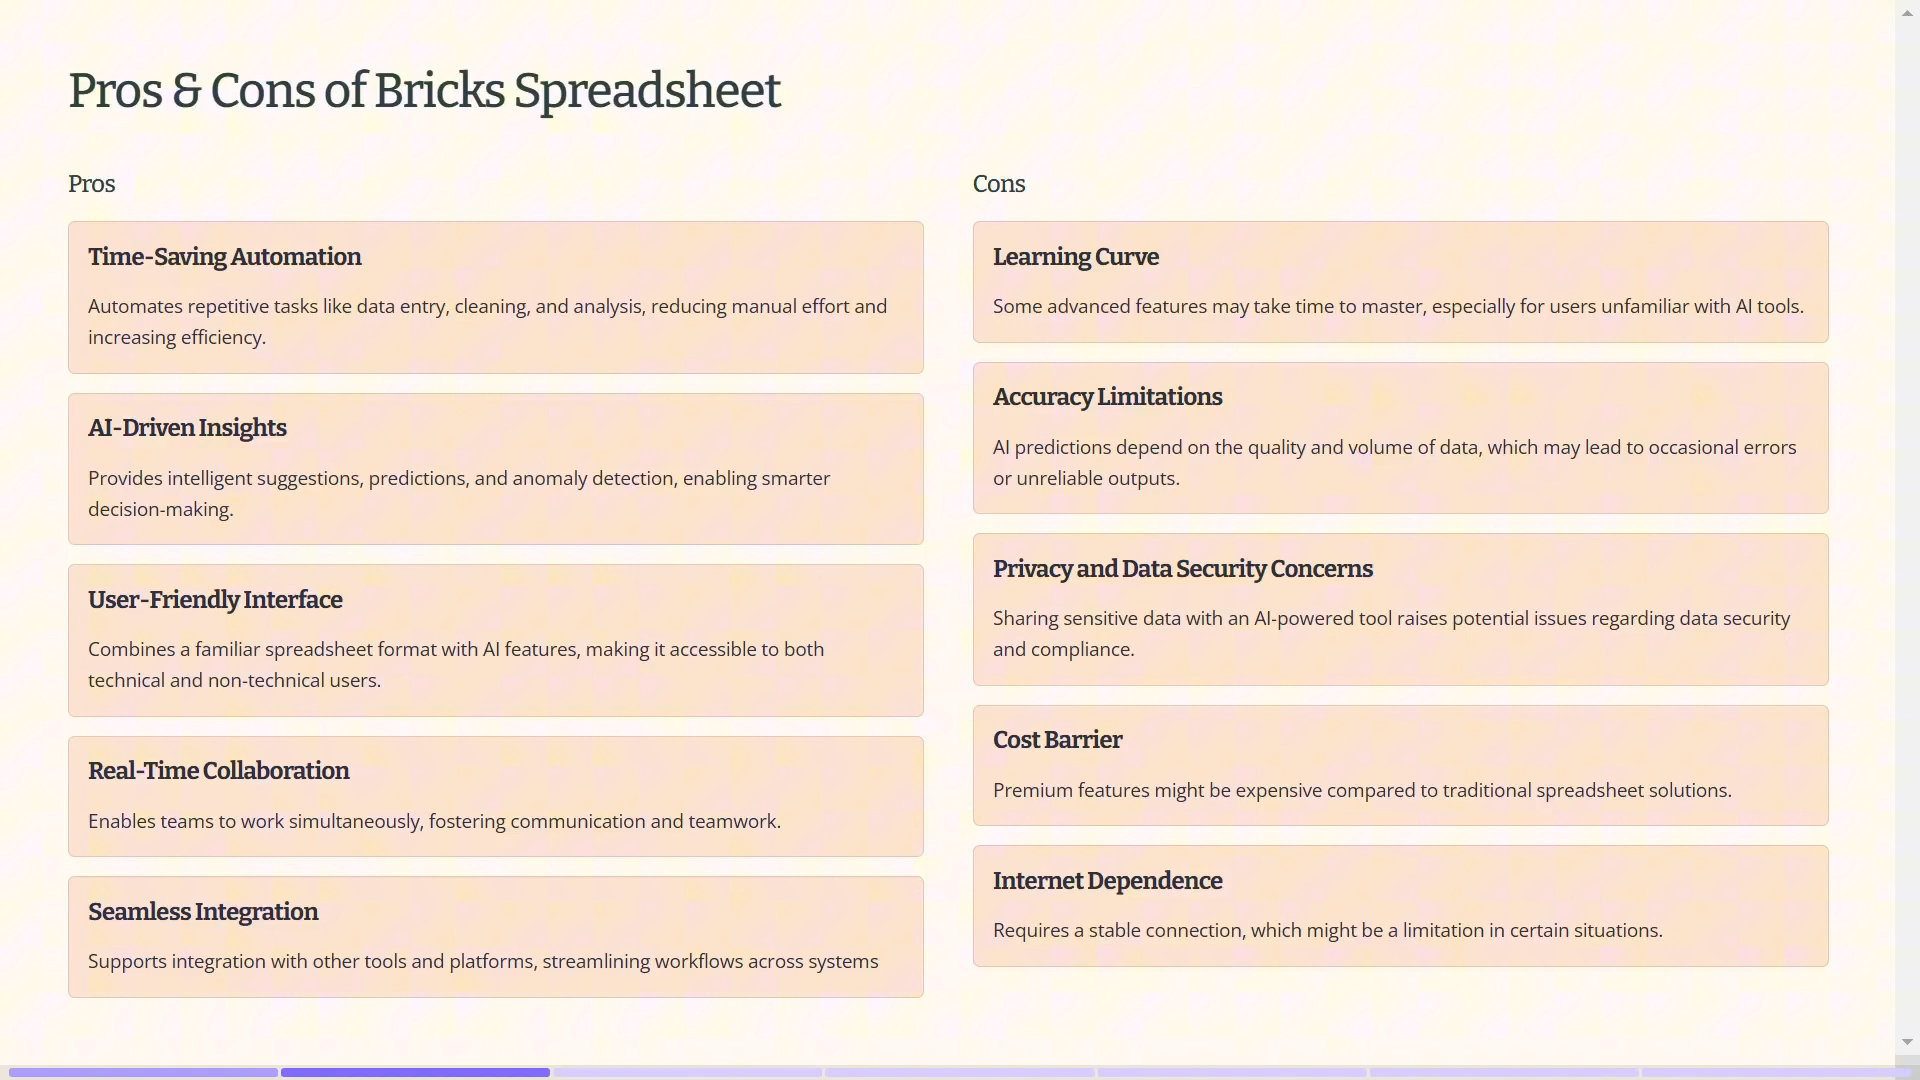 Pros & Cons of Bricks Spreadsheet
Pros
Time-Saving Automation
Automates repetitive tasks like data entry, cleaning, and analysis, reducing manual effort and
increasing efficiency.
AI-Driven Insights
Provides intelligent suggestions, predictions, and anomaly detection, enabling smarter
decision-making.
User-Friendly Interface
Combines a familiar spreadsheet format with AI features, making it accessible to both
technical and non-technical users.
Real-Time Collaboration
Enables teams to work simultaneously, fostering communication and teamwork.
Seamless Integration
Supports integration with other tools and platforms, streamlining workflows across systems
Cons
Learning Curve
Some advanced features may take time to master, especially for users unfamiliar with AI tools.
Accuracy Limitations
AI predictions depend on the quality and volume of data, which may lead to occasional errors
or unreliable outputs.
Privacy and Data Security Concerns
Sharing sensitive data with an AI-powered tool raises potential issues regarding data security
and compliance.
Cost Barrier
Premium features might be expensive compared to traditional spreadsheet solutions.
Internet Dependence
Requires a stable connection, which might be a limitation in certain situations.